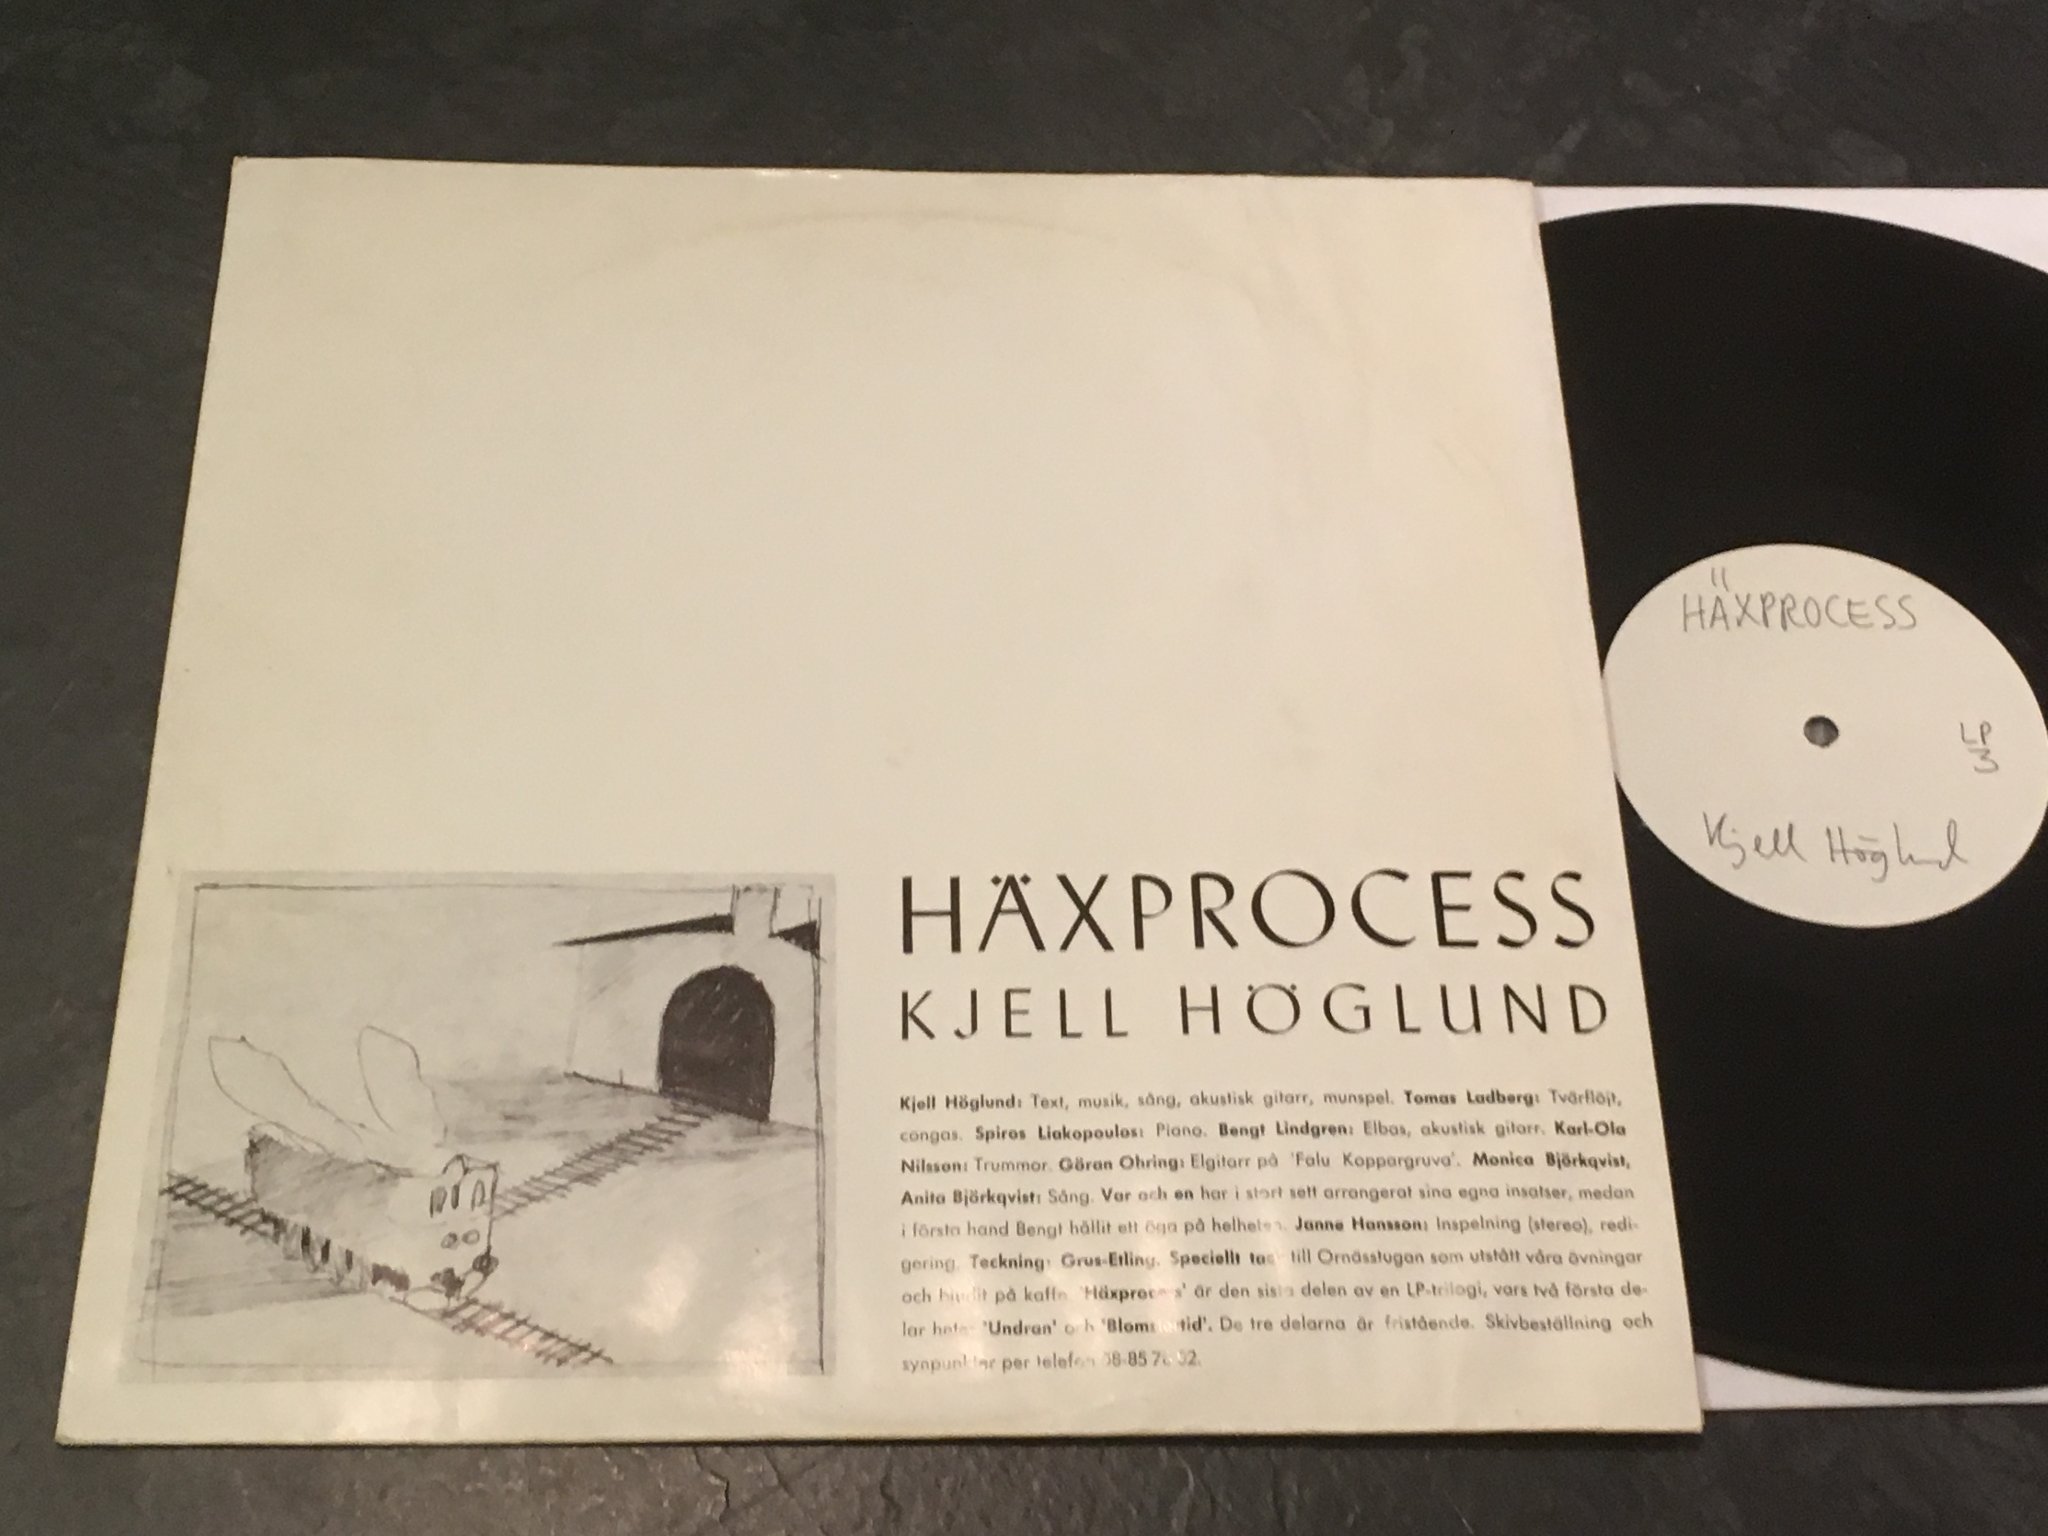 HÄXPROCESS
KJELL HÖGLUND
Kjell Höglund: Text, musik, sång, akustisk gitarr, munspel. Tomas Ladberg: Tvärflöjt,
congas. Spiros Liakopoulos: Piano. Bengt Lindgren: Elbas, akustisk gitarr. Karl-Ola
Nilsson: Trummor. Göran Ohring: Elgitarr på 'Falu Koppargruva'. Monica Björkqvist,
Anita Björkqvist: Sång. Var och en har i stort sett arrangerat sina egna insatser, medan
i första hand Bengt hållit ett öga på helheten. Janne Hansson: Inspelning (stereo), redi-
gering. Teckning: Grus-Etling. Speciellt tack till Ornässtugan som utstått våra övningar
och bjudit på kaffe. 'Häxprocess' är den sista delen av en LP-trilogi, vars två första de-
lar heter 'Undran' och 'Blomstertid'. De tre delarna är fristående. Skivbeställning och
synpunkter per telefon
HÄXPROCESS
LP
3
Kjell Höglund